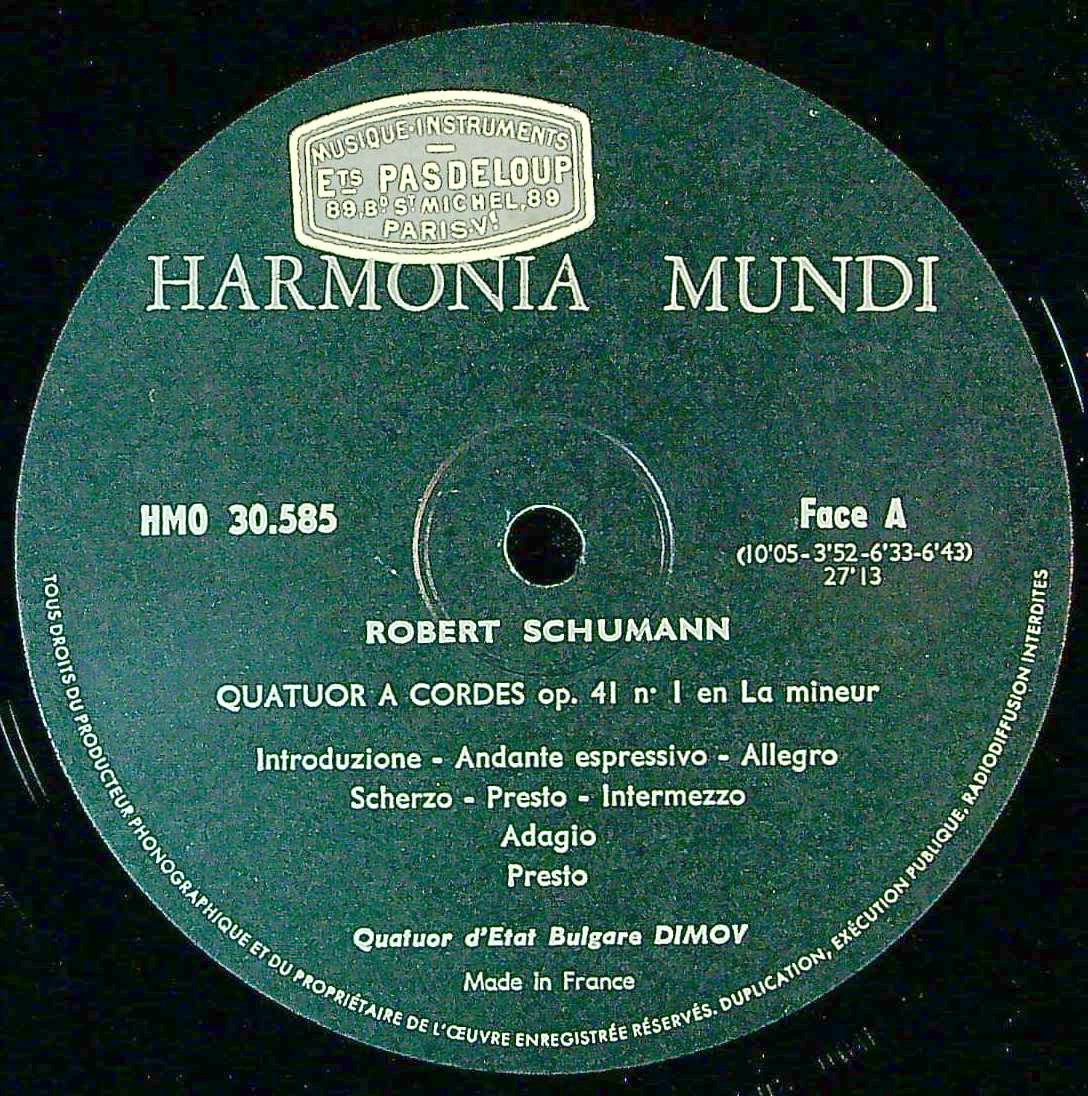 MUSIQUE-INSTRUMENTS
ETS PASDELOUP
89, BD ST MICHEL, 89
PARIS-Ve
HARMONIA MUNDI
HMO 30.585
Face A
(10'05-3'52-6'33-6'43)
27'13
ROBERT SCHUMANN
QUATUOR A CORDES op. 41 n° 1 en La mineur
Introduzione - Andante espressivo - Allegro
Scherzo - Presto - Intermezzo
Adagio
Presto
Quatuor d'Etat Bulgare DIMOV
Made in France
TOUS DROITS DU PRODUCTEUR PHONOGRAPHIQUE ET DU PROPRIÉTAIRE DE L'ŒUVRE ENREGISTRÉE RÉSERVÉS. DUPLICATION, EXÉCUTION PUBLIQUE, RADIODIFFUSION INTERDITES